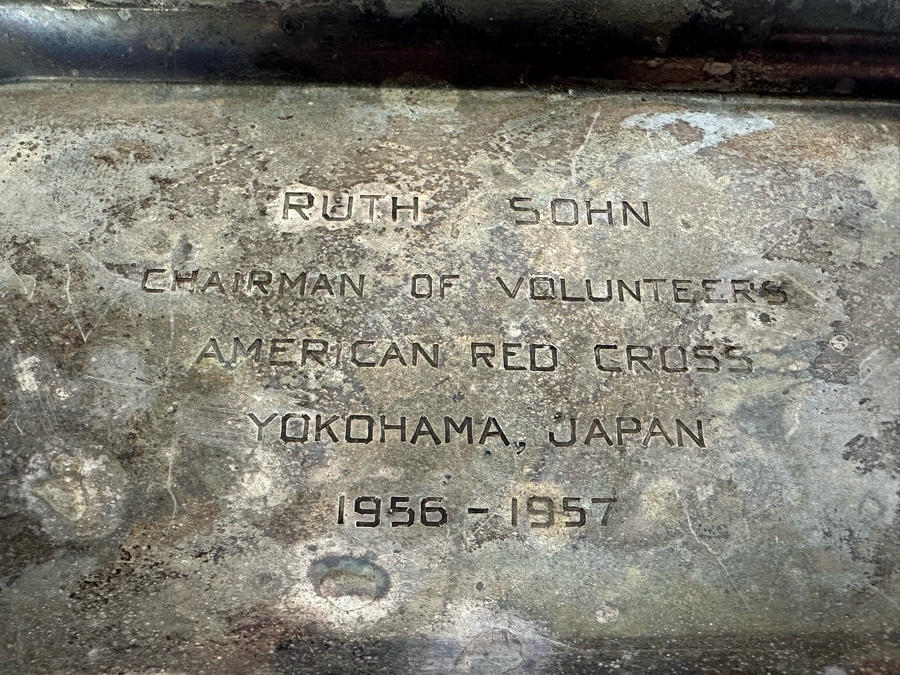 RUTH SOHN
CHAIRMAN OF VOLUNTEERS
AMERICAN RED CROSS
YOKOHAMA, JAPAN
1956 - 1957